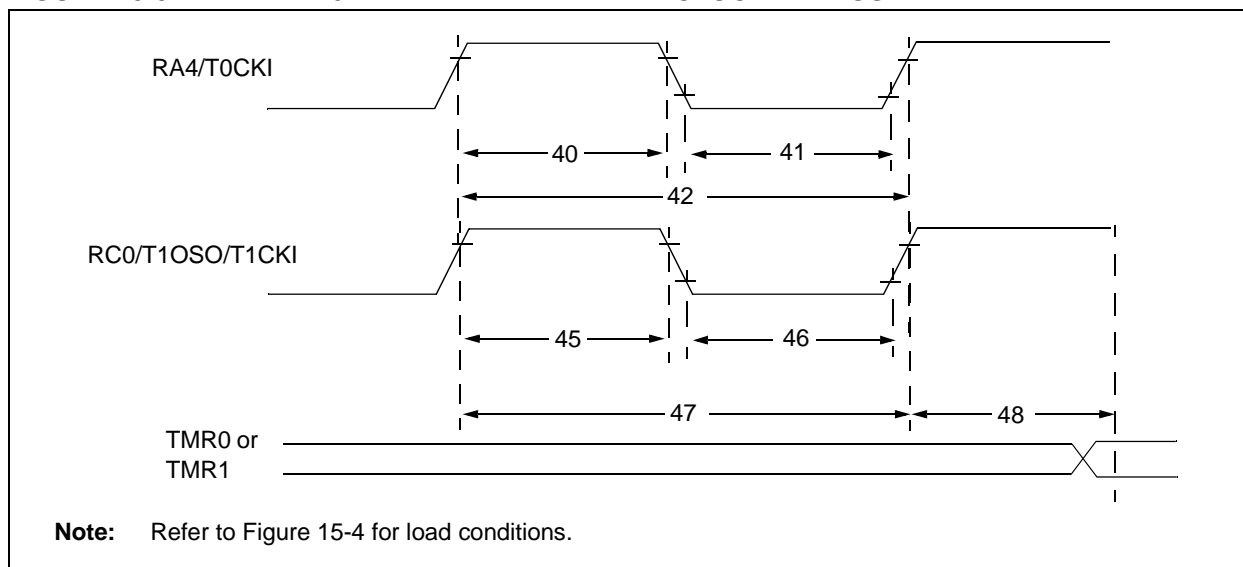 RA4/T0CKI
40
41
42
RC0/T1OSO/T1CKI
45
46
47
48
TMR0 or
TMR1
Note: Refer to Figure 15-4 for load conditions.